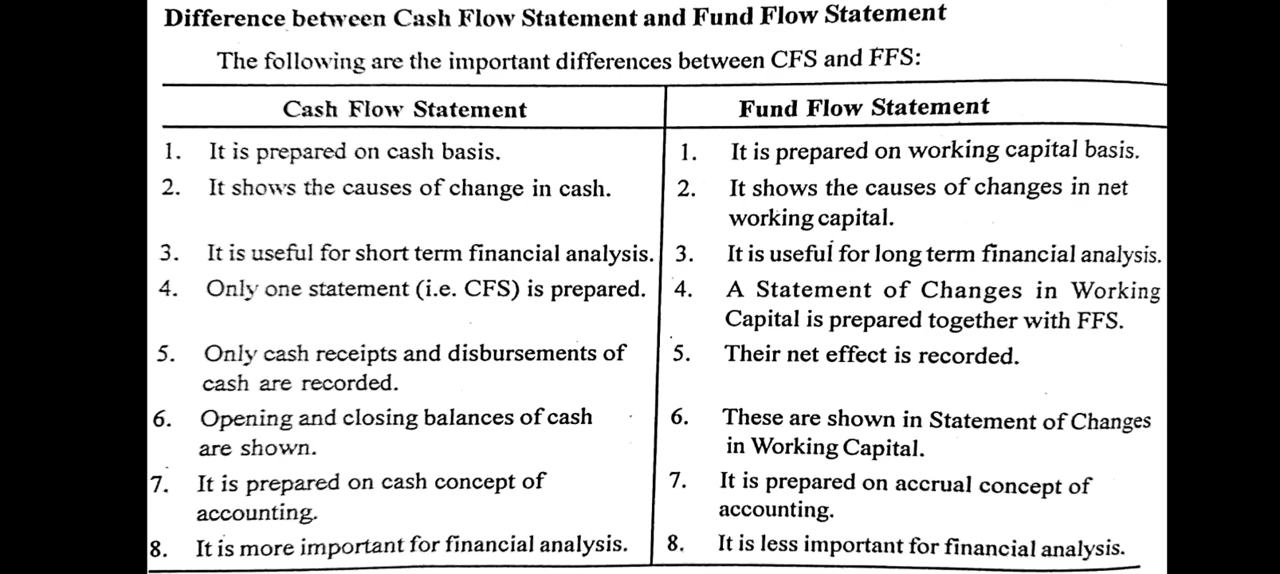 Difference between Cash Flow Statement and Fund Flow Statement
The following are the important differences between CFS and FFS:
Cash Flow Statement
Fund Flow Statement
1. It is prepared on cash basis.
1. It is prepared on working capital basis.
2. It shows the causes of change in cash.
2. It shows the causes of changes in net
working capital.
3. It is useful for short term financial analysis.
3. It is useful for long term financial analysis.
4. Only one statement (i.e. CFS) is prepared.
4. A Statement of Changes in Working
Capital is prepared together with FFS.
5. Only cash receipts and disbursements of
cash are recorded.
5. Their net effect is recorded.
6. Opening and closing balances of cash
are shown.
6. These are shown in Statement of Changes
in Working Capital.
7. It is prepared on cash concept of
accounting.
7. It is prepared on accrual concept of
accounting.
8. It is more important for financial analysis.
8. It is less important for financial analysis.